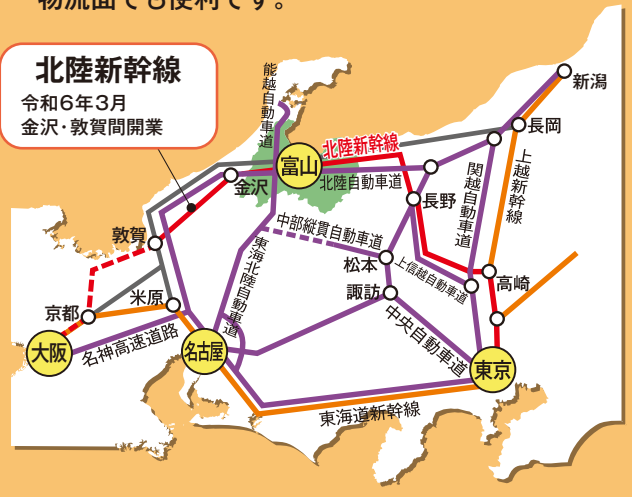 物流面でも便利です。
北陸新幹線
令和6年3月
金沢・敦賀間開業
能越自動車道
新潟
長岡
北陸新幹線
富山
北陸自動車道
金沢
関越自動車道
上越新幹線
長野
敦賀
中部縦貫自動車道
東海北陸自動車道
松本
上信越自動車道
高崎
諏訪
米原
京都
中央自動車道
大阪
名神高速道路
名古屋
東京
東海道新幹線